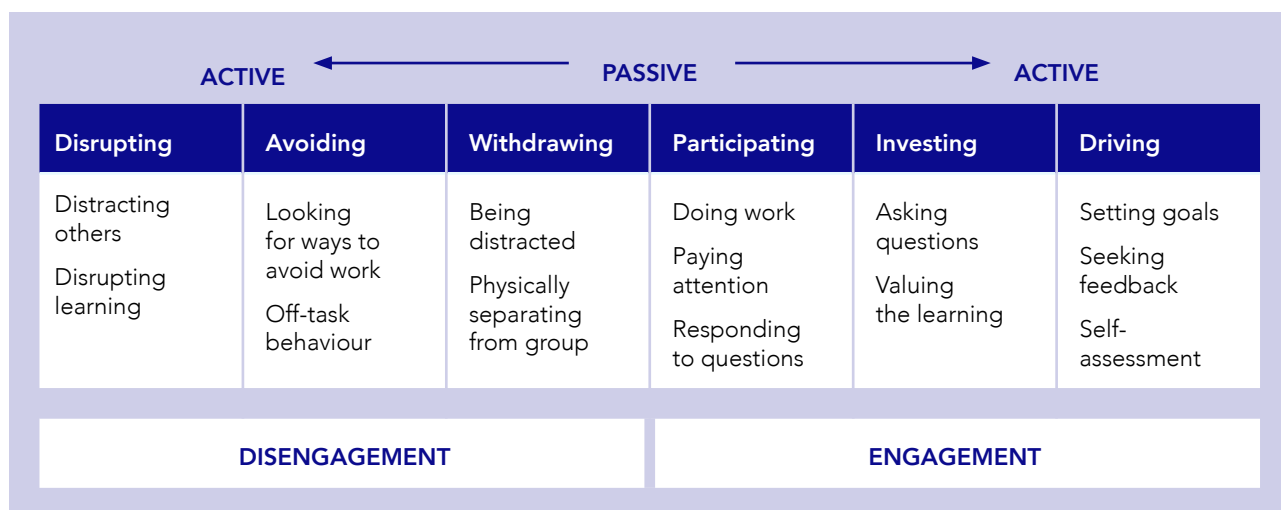 ACTIVE PASSIVE ACTIVE
Disrupting Avoiding Withdrawing Participating Investing Driving
Distracting
others
Disrupting
learning
Looking
for ways to
avoid work
Off-task
behaviour
Being
distracted
Physically
separating
from group
Doing work
Paying
attention
Responding
to questions
Asking
questions
Valuing
the learning
Setting goals
Seeking
feedback
Self-
assessment
DISENGAGEMENT ENGAGEMENT